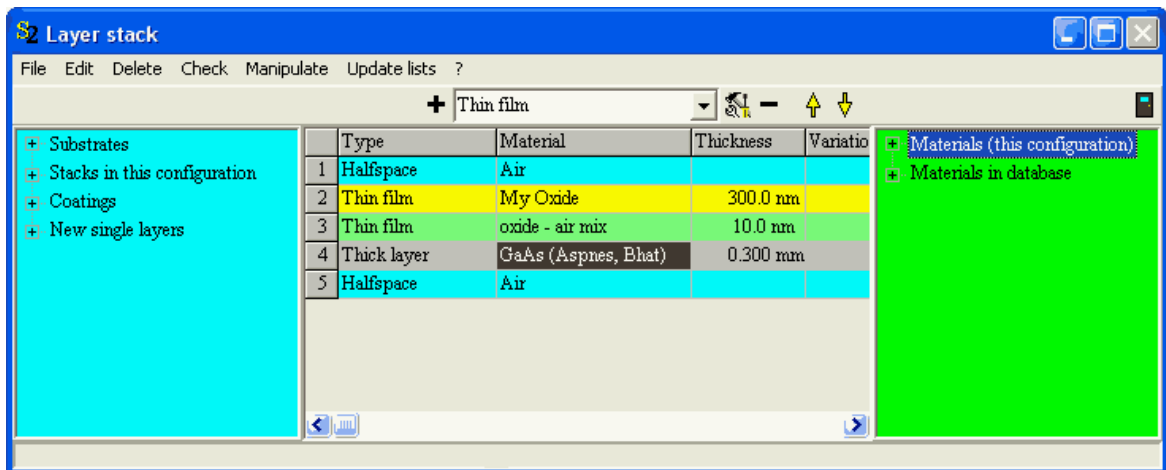 S2 Layer stack
File Edit Delete Check Manipulate Update lists ?
Thin film
Substrates
Stacks in this configuration
Coatings
New single layers
Type Material Thickness Variatio
1 Halfspace Air
2 Thin film My Oxide 300.0 nm
3 Thin film oxide - air mix 10.0 nm
4 Thick layer GaAs (Aspnes, Bhat) 0.300 mm
5 Halfspace Air
Materials (this configuration)
Materials in database